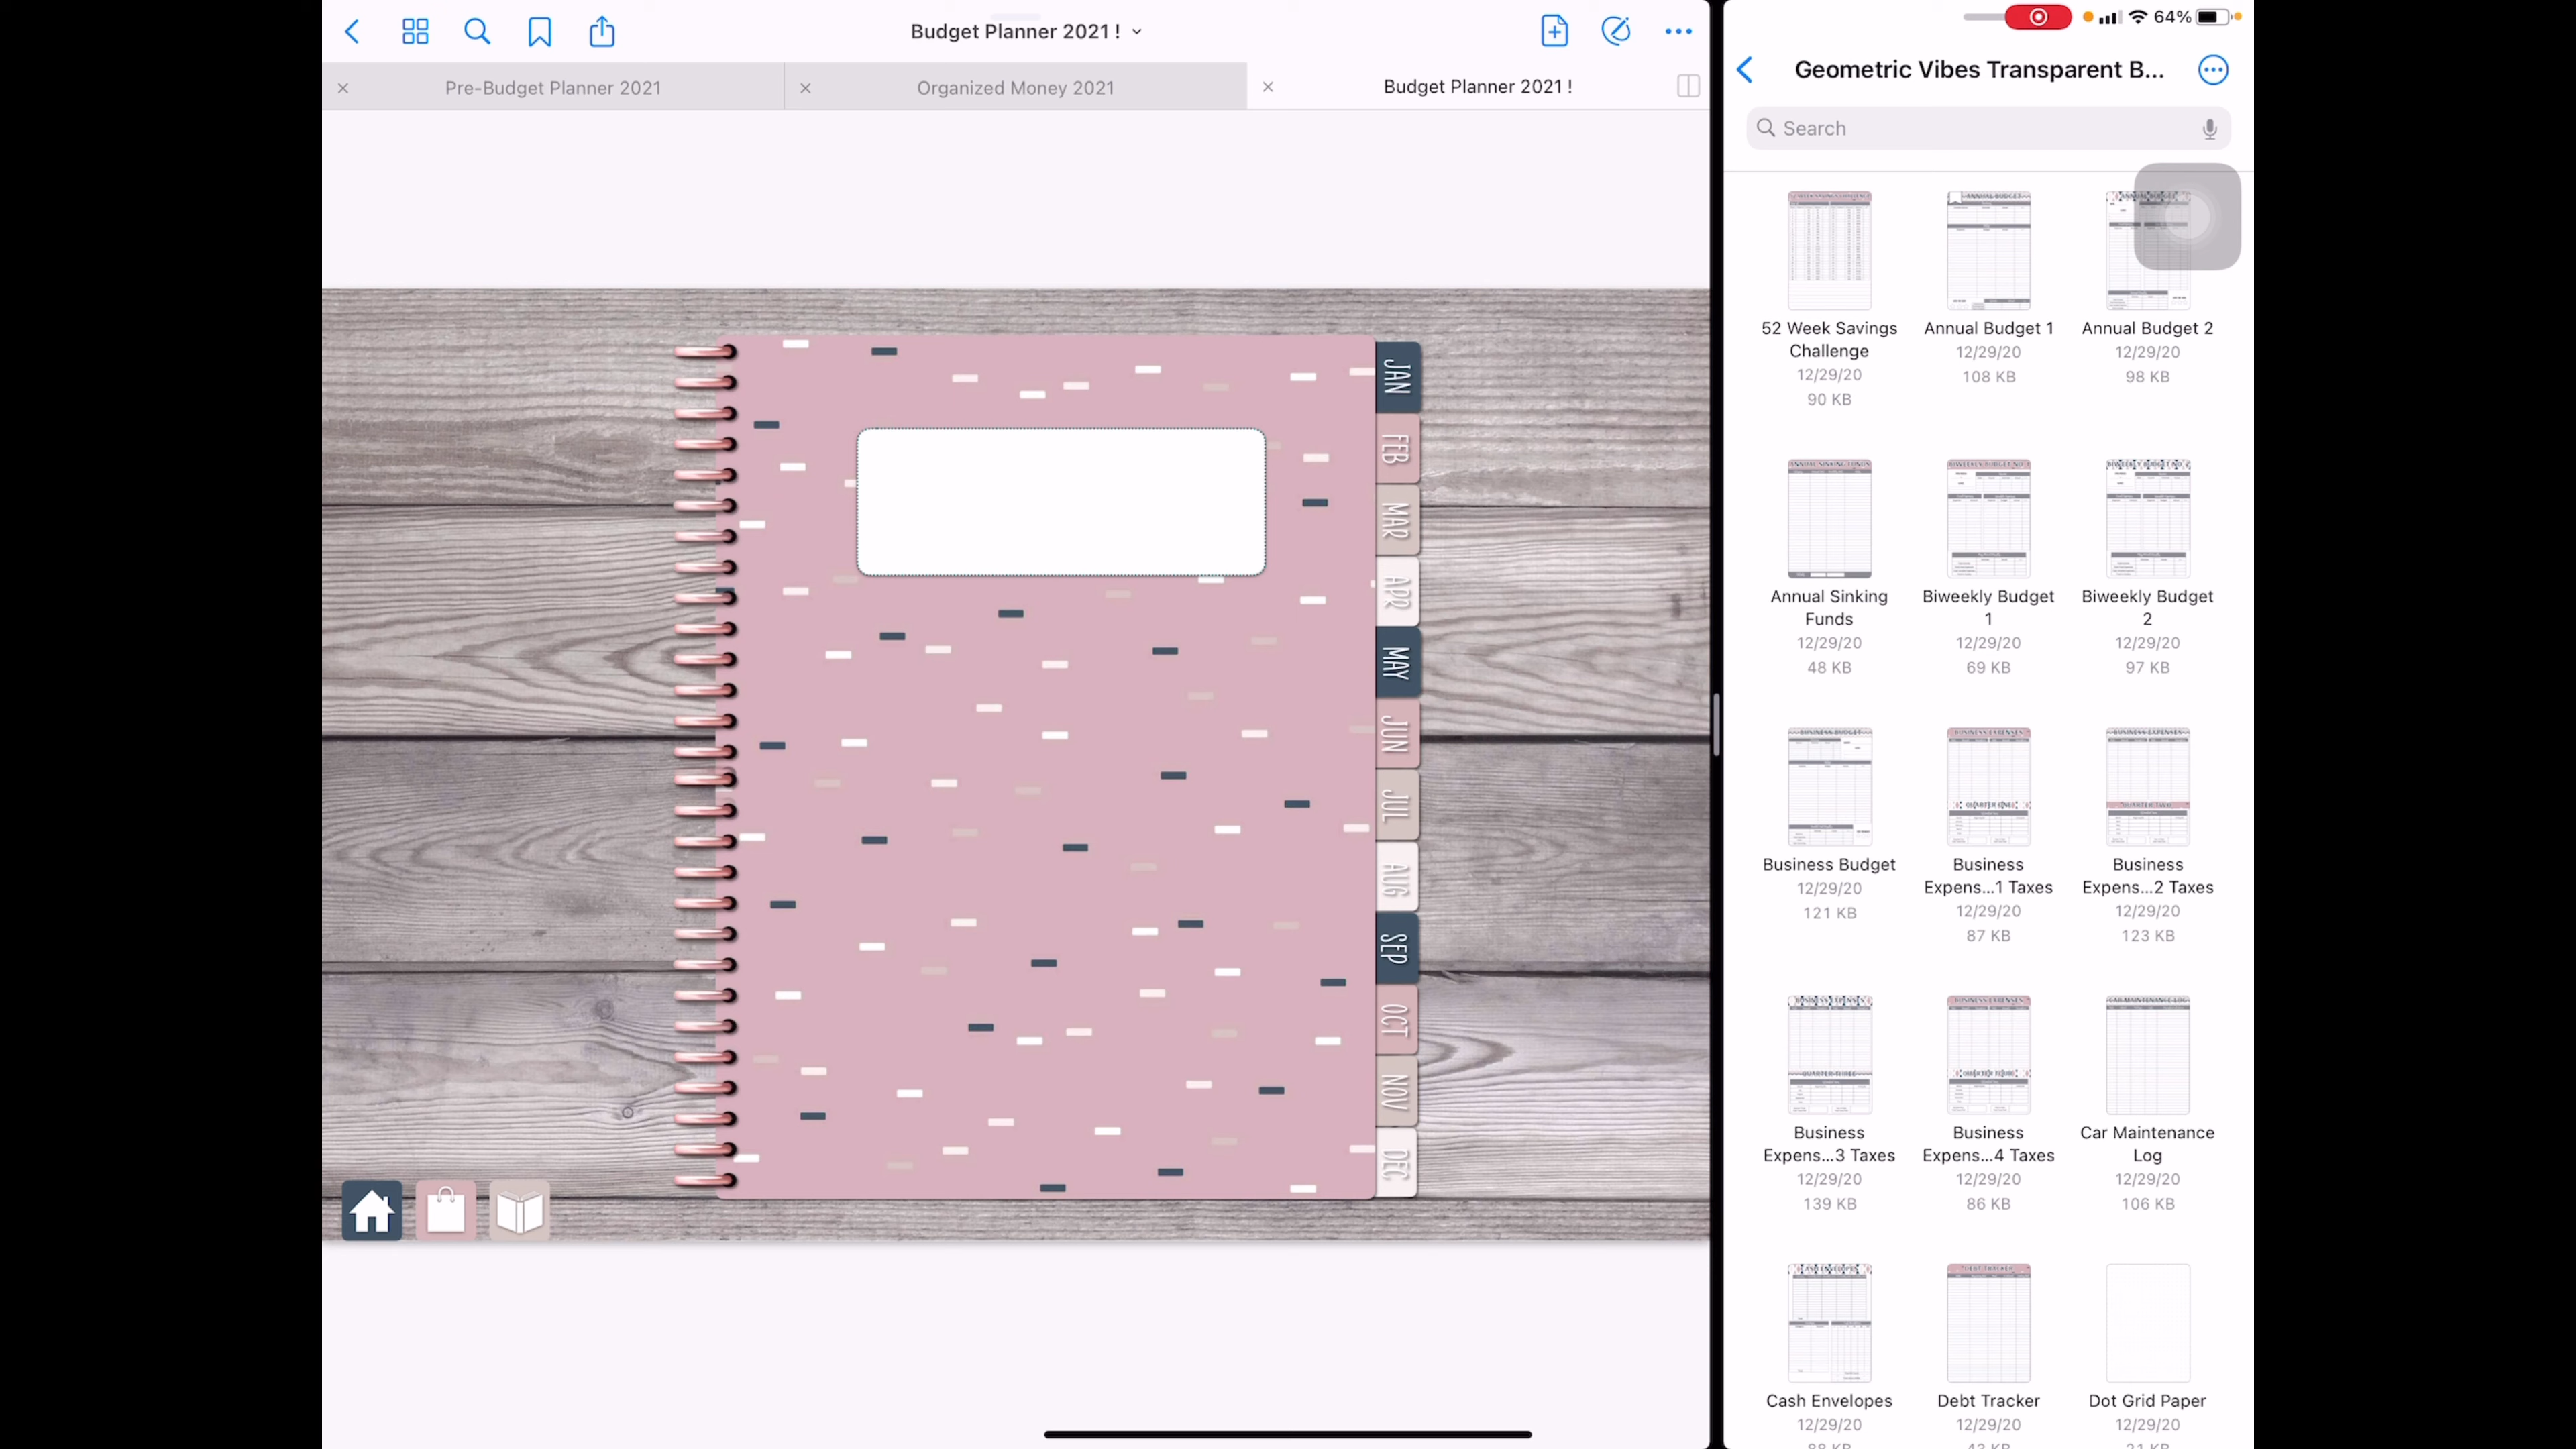 Budget Planner 2021 !
Pre-Budget Planner 2021
Organized Money 2021
Budget Planner 2021 !
JAN
FEB
MAR
APR
MAY
JUN
JUL
AUG
SEP
OCT
NOV
DEC
64%
Geometric Vibes Transparent B...
Search
52 Week Savings Challenge
12/29/20
90 KB
Annual Budget 1
12/29/20
108 KB
Annual Budget 2
12/29/20
98 KB
Annual Sinking Funds
12/29/20
48 KB
Biweekly Budget 1
12/29/20
69 KB
Biweekly Budget 2
12/29/20
97 KB
Business Budget
12/29/20
121 KB
Business Expens...1 Taxes
12/29/20
87 KB
Business Expens...2 Taxes
12/29/20
123 KB
Business Expens...3 Taxes
12/29/20
139 KB
Business Expens...4 Taxes
12/29/20
86 KB
Car Maintenance Log
12/29/20
106 KB
Cash Envelopes
12/29/20
88 KB
Debt Tracker
12/29/20
43 KB
Dot Grid Paper
12/29/20
21 KB